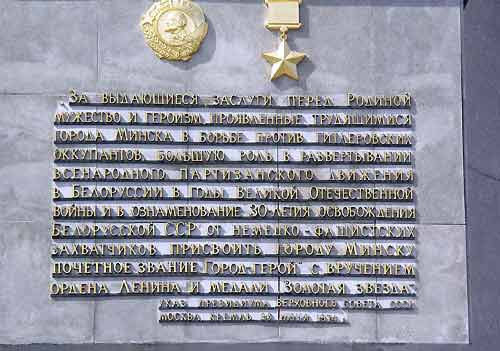 За выдающиеся заслуги перед Родиной
мужество и героизм, проявленные трудящимися
города Минска в борьбе против гитлеровских
оккупантов, большую роль в развертывании
всенародного партизанского движения
в Белоруссии в годы Великой Отечественной
войны и в ознаменование 30-летия освобождения
Белорусской ССР от немецко-фашистских
захватчиков присвоить городу Минску
почетное звание „Город-герой" с вручением
ордена Ленина и медали „Золотая Звезда".
Указ Президиума Верховного Совета СССР
Москва Кремль 26 июня 1974